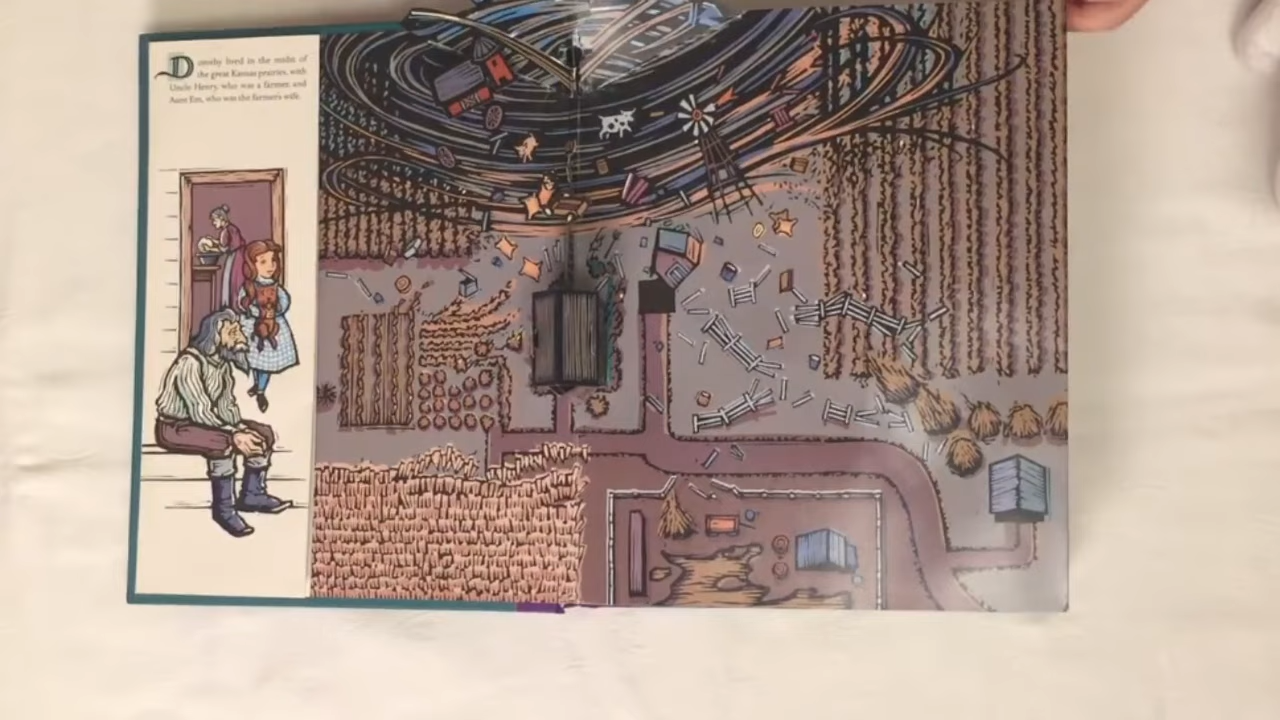 Dorothy lived in the midst of
the great Kansas prairies, with
Uncle Henry, who was a farmer, and
Aunt Em, who was the farmer's wife.